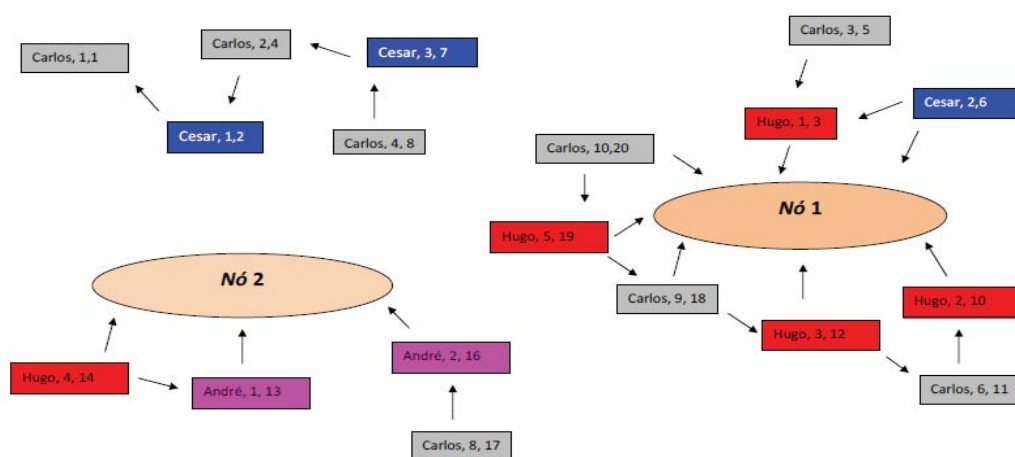 Carlos, 3, 5
Carlos, 1,1
Carlos, 2,4
Cesar, 3, 7
Cesar, 2,6
Hugo, 1, 3
Cesar, 1,2
Carlos, 4, 8
Carlos, 10,20
Nó 1
Hugo, 5, 19
Nó 2
Carlos, 9, 18
Hugo, 2, 10
Hugo, 3, 12
André, 2, 16
Hugo, 4, 14
André, 1, 13
Carlos, 6, 11
Carlos, 8, 17